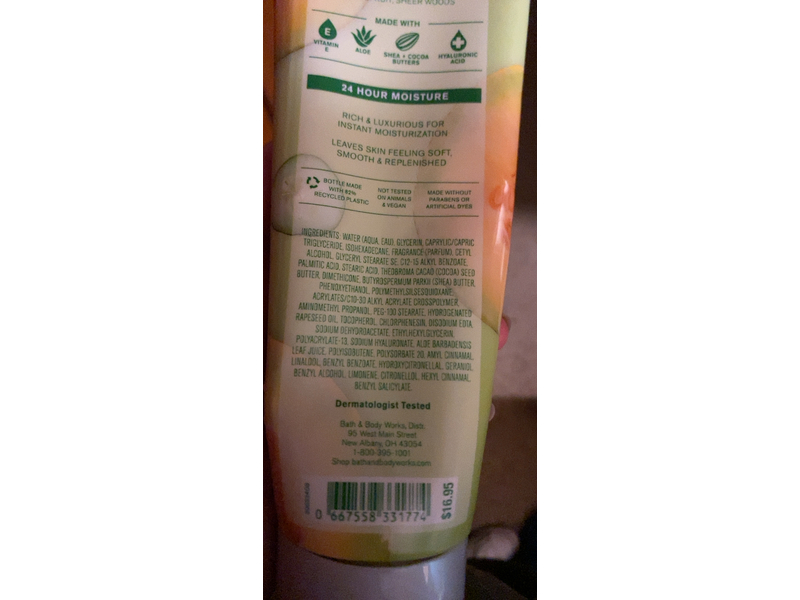 SHEER WOODS
MADE WITH
E
VITAMIN
E
ALOE
SHEA + COCOA
BUTTERS
HYALURONIC
ACID
24 HOUR MOISTURE
RICH & LUXURIOUS FOR
INSTANT MOISTURIZATION
LEAVES SKIN FEELING SOFT,
SMOOTH & REPLENISHED
BOTTLE MADE
WITH 82%
RECYCLED PLASTIC
NOT TESTED
ON ANIMALS
& VEGAN
MADE WITHOUT
PARABENS OR
ARTIFICIAL DYES
INGREDIENTS: WATER (AQUA, EAU), GLYCERIN, CAPRYLIC/CAPRIC
TRIGLYCERIDE, ISOHEXADECANE, FRAGRANCE (PARFUM), CETYL
ALCOHOL, GLYCERYL STEARATE SE, C12-15 ALKYL BENZOATE,
PALMITIC ACID, STEARIC ACID, THEOBROMA CACAO (COCOA) SEED
BUTTER, DIMETHICONE, BUTYROSPERMUM PARKII (SHEA) BUTTER,
PHENOXYETHANOL, POLYMETHYLSILSESQUIOXANE,
ACRYLATES/C10-30 ALKYL ACRYLATE CROSSPOLYMER,
AMINOMETHYL PROPANOL, PEG-100 STEARATE, HYDROGENATED
RAPESEED OIL, TOCOPHEROL, CHLORPHENESIN, DISODIUM EDTA,
SODIUM DEHYDROACETATE, ETHYLHEXYLGLYCERIN,
POLYACRYLATE-13, SODIUM HYALURONATE, ALOE BARBADENSIS
LEAF JUICE, POLYISOBUTENE, POLYSORBATE 20, AMYL CINNAMAL,
LINALOOL, BENZYL BENZOATE, HYDROXYCITRONELLAL, GERANIOL,
BENZYL ALCOHOL, LIMONENE, CITRONELLOL, HEXYL CINNAMAL,
BENZYL SALICYLATE.
Dermatologist Tested
Bath & Body Works, Distr.
95 West Main Street
New Albany, OH 43054
1-800-395-1001
Shop bathandbodyworks.com
0 667558 331774
$16.95